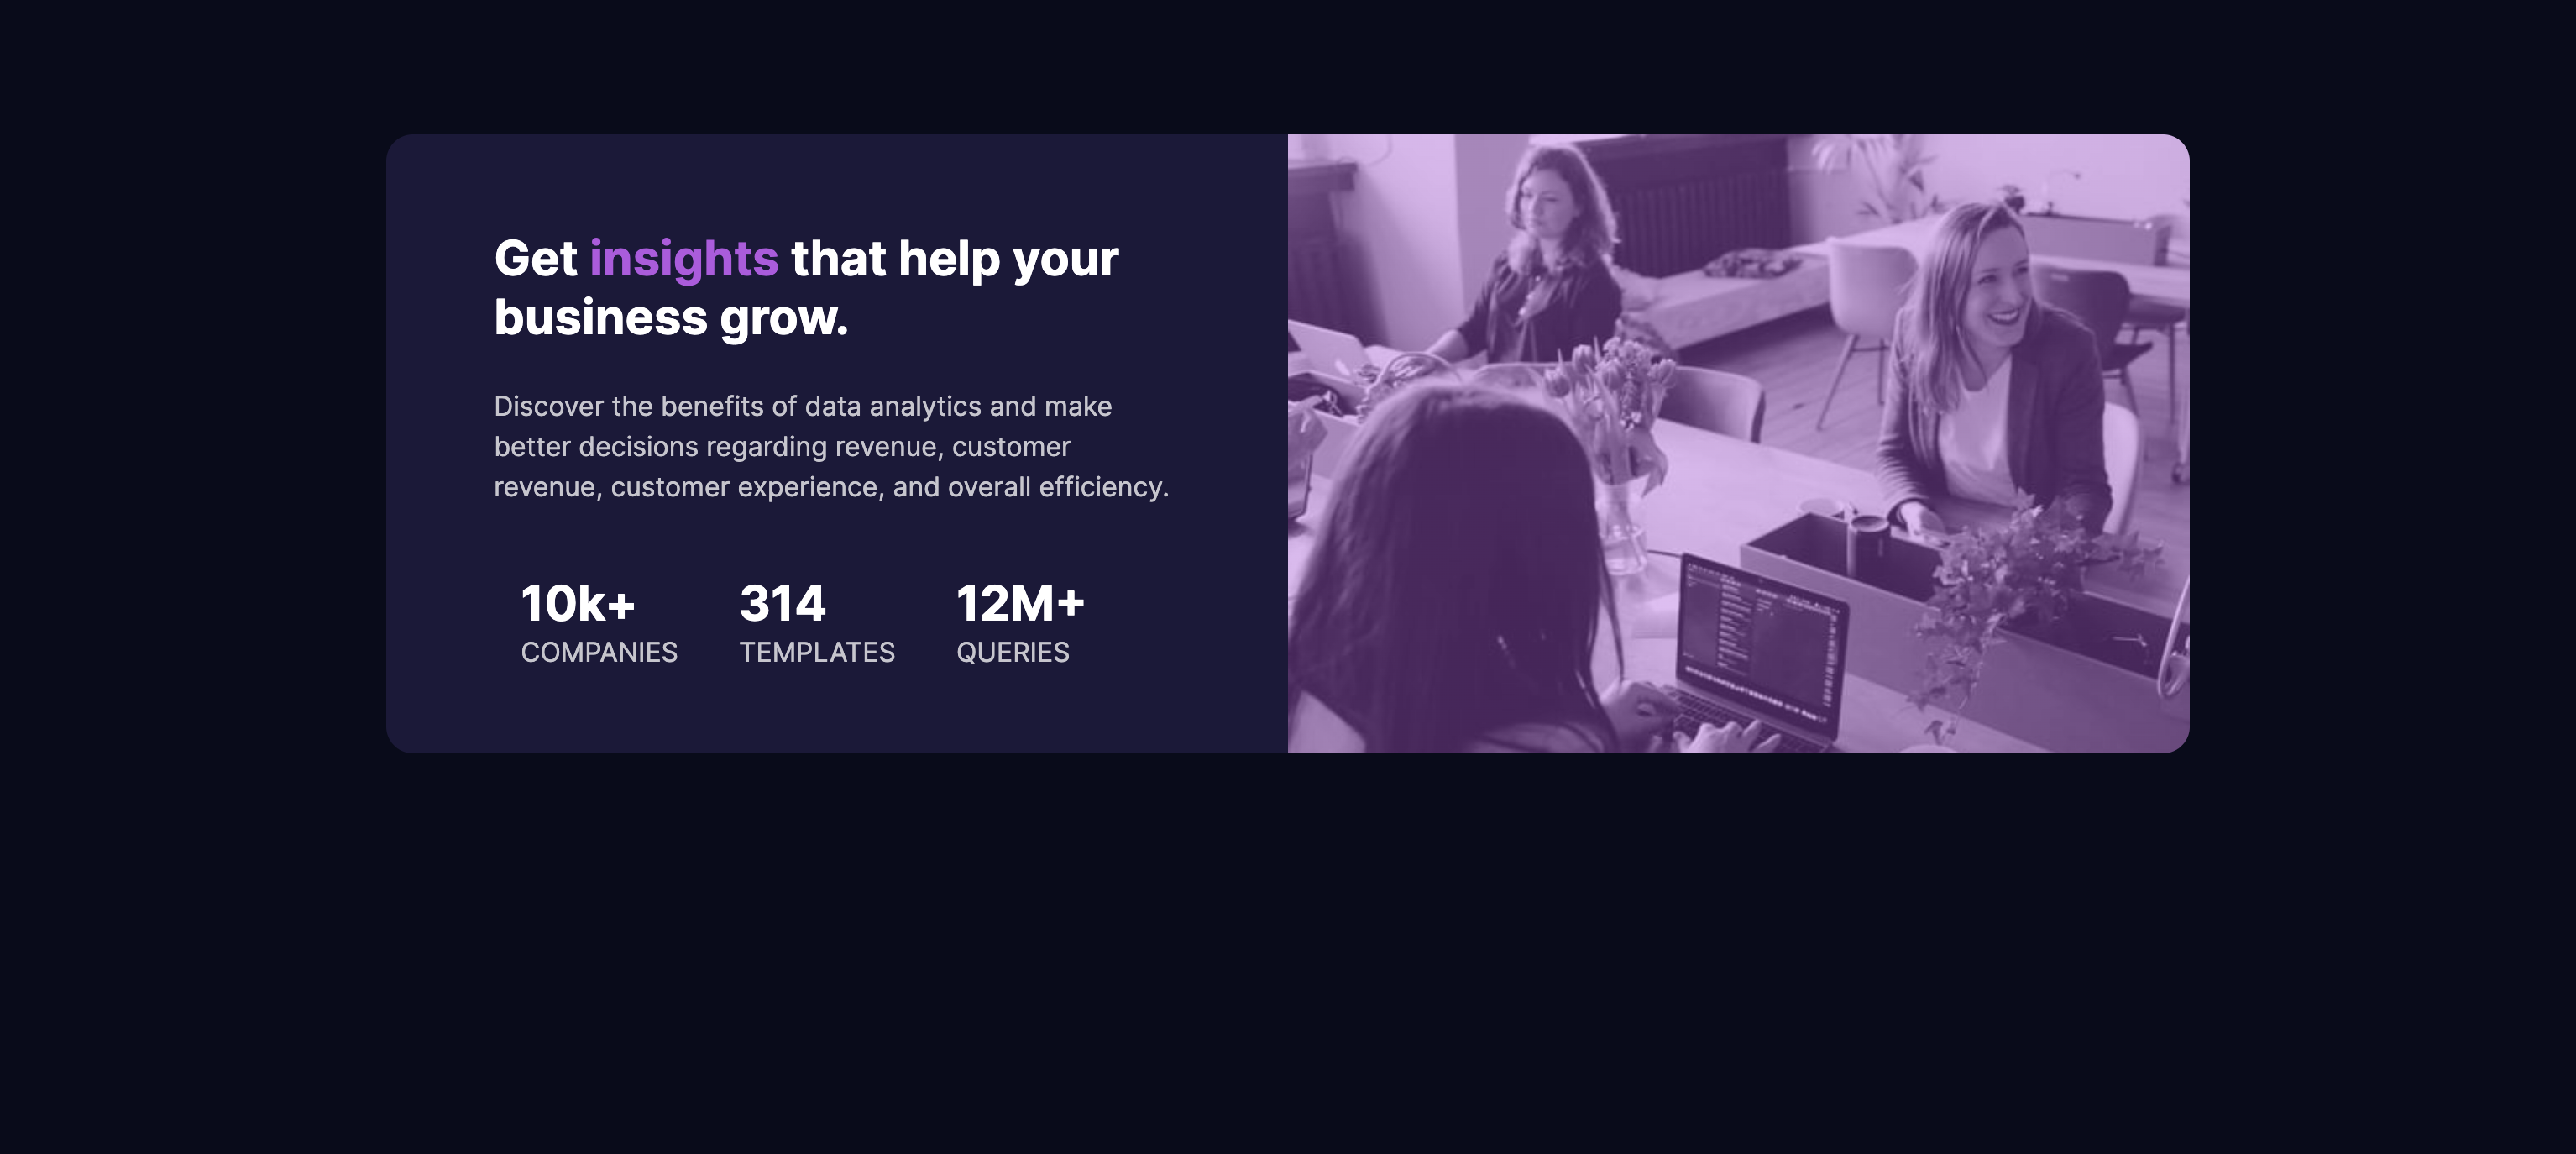 Get insights that help your
business grow.
Discover the benefits of data analytics and make
better decisions regarding revenue, customer
revenue, customer experience, and overall efficiency.
10k+ 314 12M+
COMPANIES TEMPLATES QUERIES